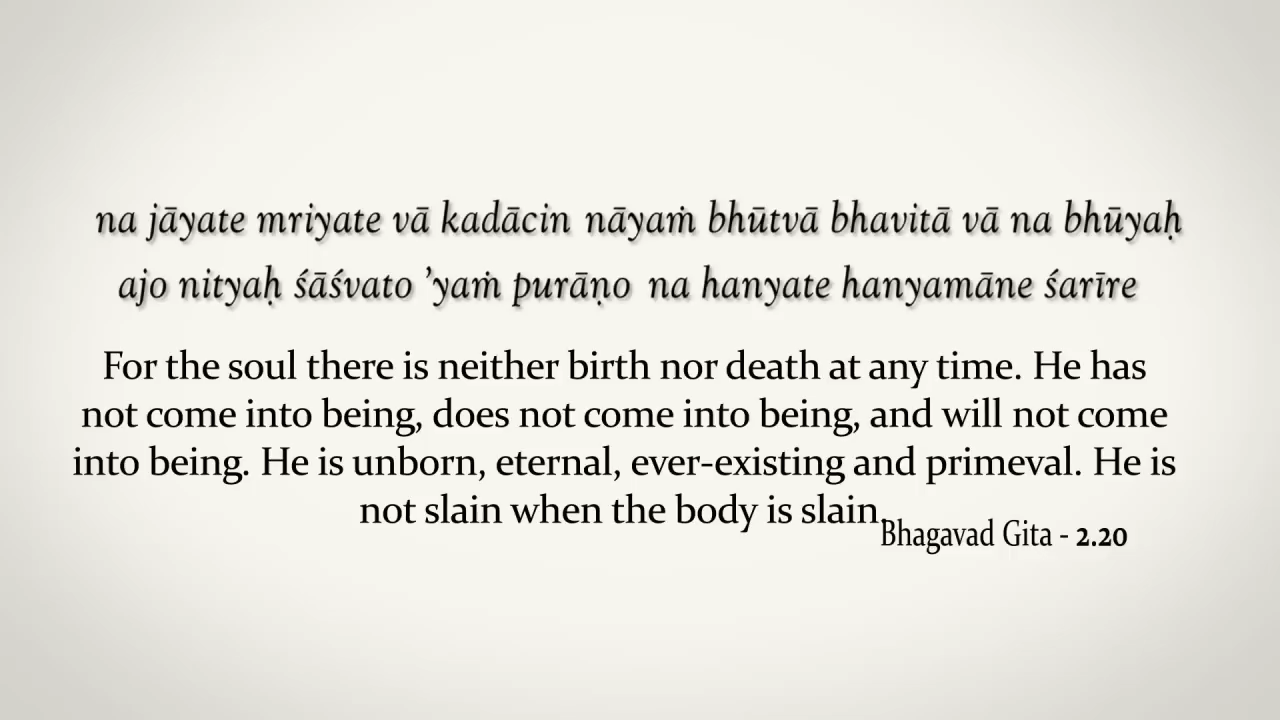 na jāyate mriyate vā kadācin nāyaṁ bhūtvā bhavitā vā na bhūyaḥ
ajo nityaḥ śāśvato ’yaṁ purāṇo na hanyate hanyamāne śarīre
For the soul there is neither birth nor death at any time. He has
not come into being, does not come into being, and will not come
into being. He is unborn, eternal, ever-existing and primeval. He is
not slain when the body is slain.
Bhagavad Gita - 2.20